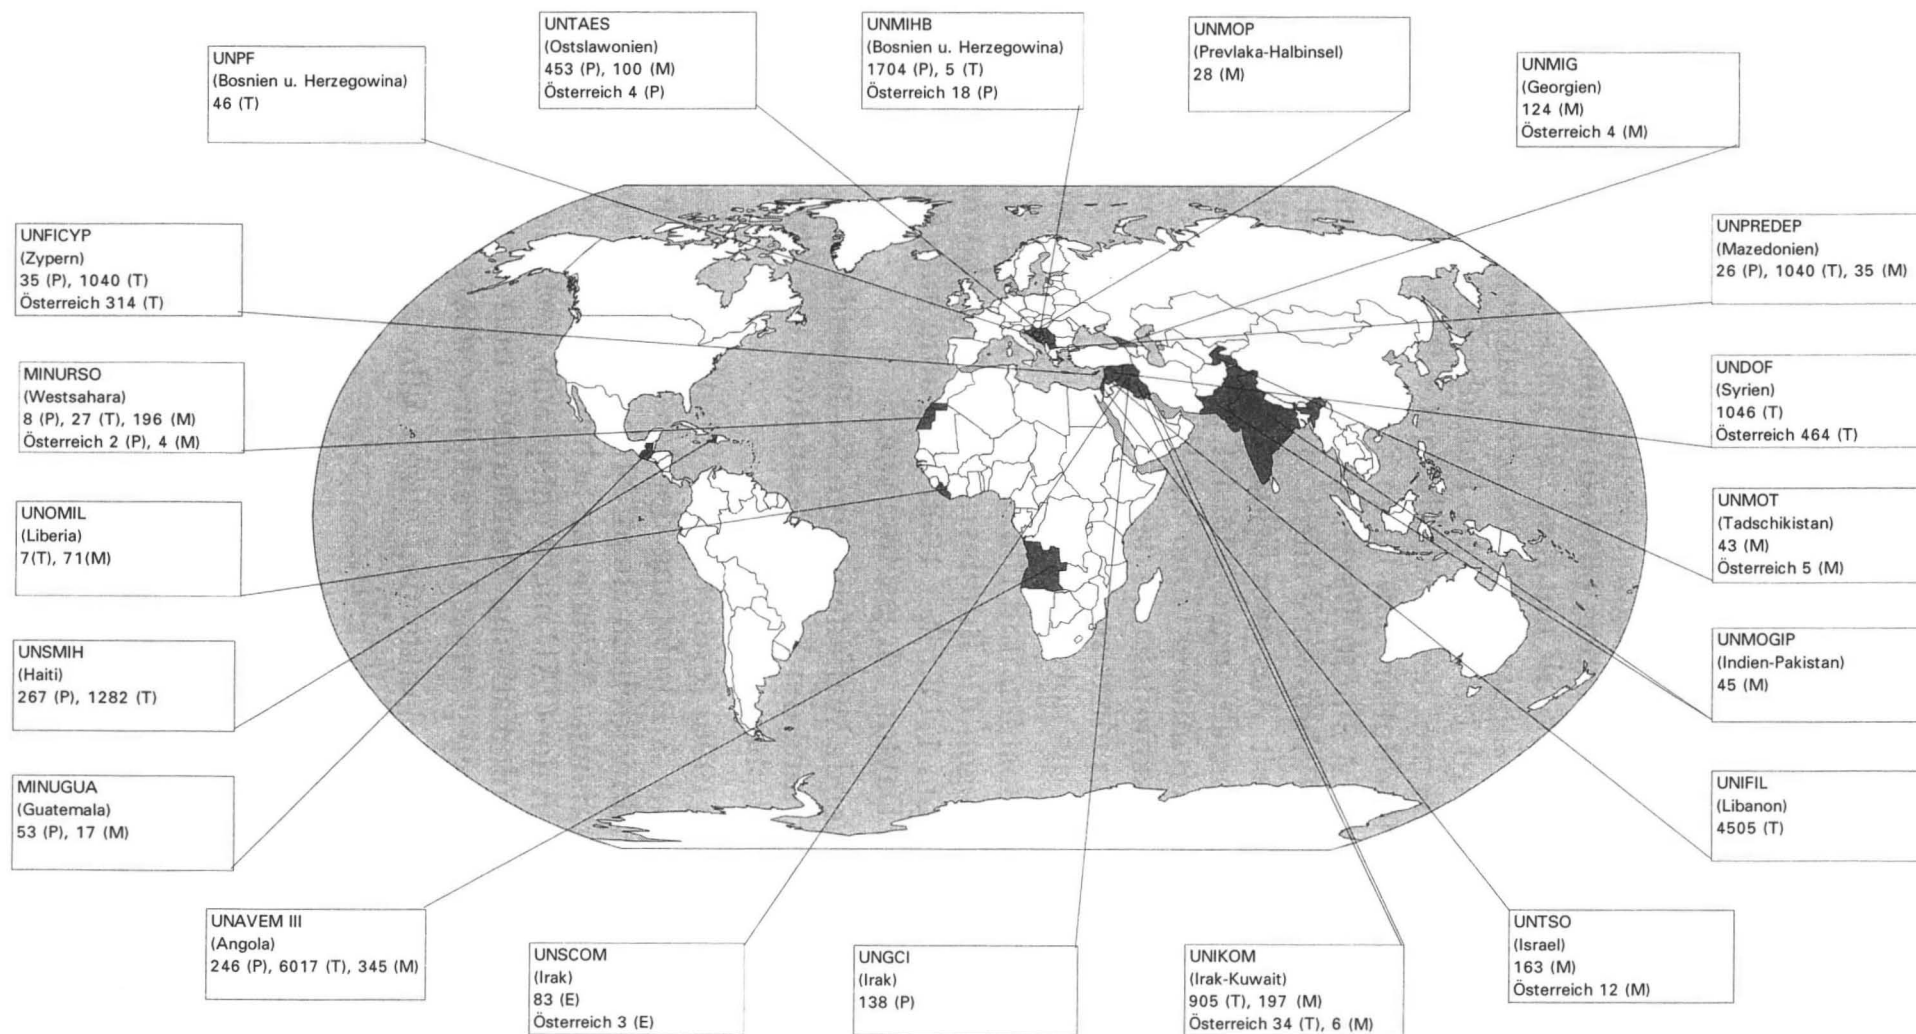 UNTAES
(Ostslawonien)
453 (P), 100 (M)
Österreich 4 (P)
UNMIHB
(Bosnien u. Herzegowina)
1704 (P), 5 (T)
Österreich 18 (P)
UNMOP
(Prevlaka-Halbinsel)
28 (M)
UNPF
(Bosnien u. Herzegowina)
46 (T)
UNMIG
(Georgien)
124 (M)
Österreich 4 (M)
UNFICYP
(Zypern)
35 (P), 1040 (T)
Österreich 314 (T)
UNPREDEP
(Mazedonien)
26 (P), 1040 (T), 35 (M)
MINURSO
(Westsahara)
8 (P), 27 (T), 196 (M)
Österreich 2 (P), 4 (M)
UNDOF
(Syrien)
1046 (T)
Österreich 464 (T)
UNOMIL
(Liberia)
7(T), 71(M)
UNMOT
(Tadschikistan)
43 (M)
Österreich 5 (M)
UNSMIH
(Haiti)
267 (P), 1282 (T)
UNMOGIP
(Indien-Pakistan)
45 (M)
MINUGUA
(Guatemala)
53 (P), 17 (M)
UNIFIL
(Libanon)
4505 (T)
UNAVEM III
(Angola)
246 (P), 6017 (T), 345 (M)
UNSCOM
(Irak)
83 (E)
Österreich 3 (E)
UNGCI
(Irak)
138 (P)
UNIKOM
(Irak-Kuwait)
905 (T), 197 (M)
Österreich 34 (T), 6 (M)
UNTSO
(Israel)
163 (M)
Österreich 12 (M)